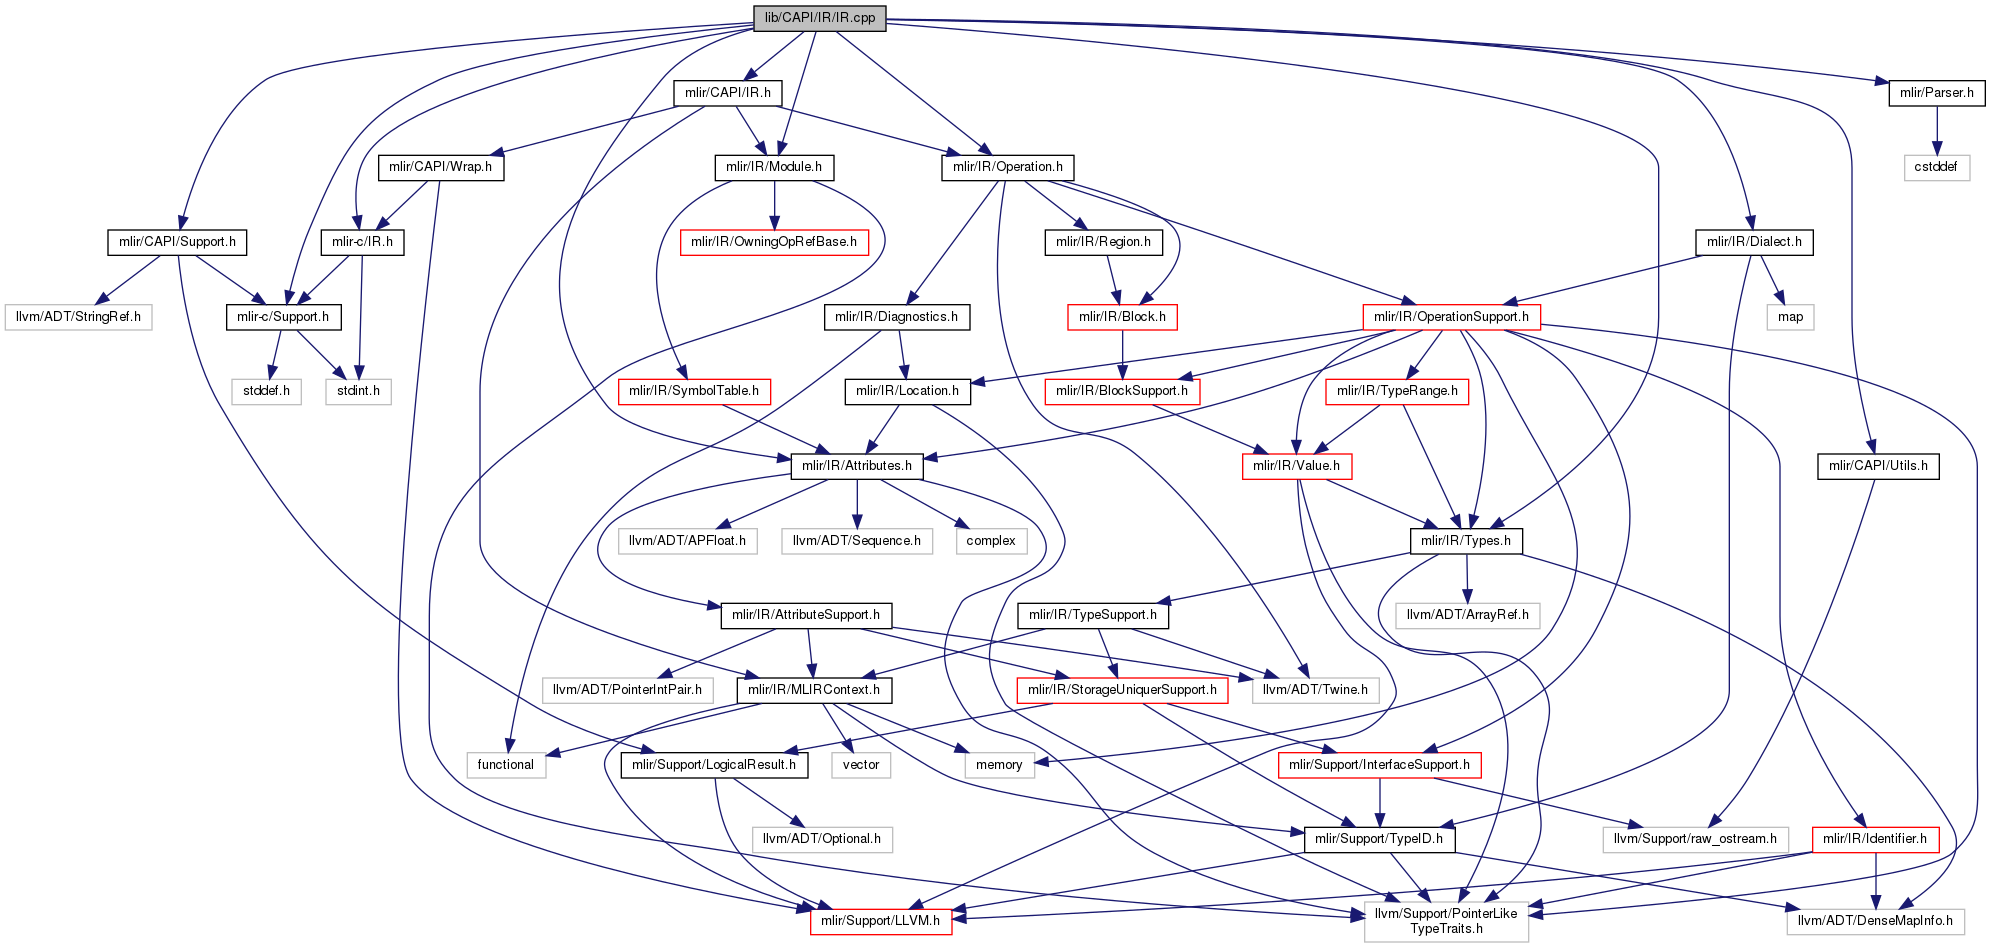 lib/CAPI/IR/IR.cpp
mlir/CAPI/IR.h
mlir/Parser.h
mlir/CAPI/Wrap.h
mlir/IR/Module.h
mlir/IR/Operation.h
cstddef
mlir/CAPI/Support.h
mlir-c/IR.h
mlir/IR/OwningOpRefBase.h
mlir/IR/Region.h
mlir/IR/Dialect.h
llvm/ADT/StringRef.h
mlir-c/Support.h
mlir/IR/Diagnostics.h
mlir/IR/Block.h
mlir/IR/OperationSupport.h
map
stddef.h
stdint.h
mlir/IR/SymbolTable.h
mlir/IR/Location.h
mlir/IR/BlockSupport.h
mlir/IR/TypeRange.h
mlir/IR/Attributes.h
mlir/IR/Value.h
mlir/CAPI/Utils.h
llvm/ADT/APFloat.h
llvm/ADT/Sequence.h
complex
mlir/IR/Types.h
mlir/IR/AttributeSupport.h
mlir/IR/TypeSupport.h
llvm/ADT/ArrayRef.h
llvm/ADT/PointerIntPair.h
mlir/IR/MLIRContext.h
mlir/IR/StorageUniquerSupport.h
llvm/ADT/Twine.h
functional
mlir/Support/LogicalResult.h
vector
memory
mlir/Support/InterfaceSupport.h
llvm/ADT/Optional.h
mlir/Support/TypeID.h
llvm/Support/raw_ostream.h
mlir/IR/Identifier.h
mlir/Support/LLVM.h
llvm/Support/PointerLike
TypeTraits.h
llvm/ADT/DenseMapInfo.h